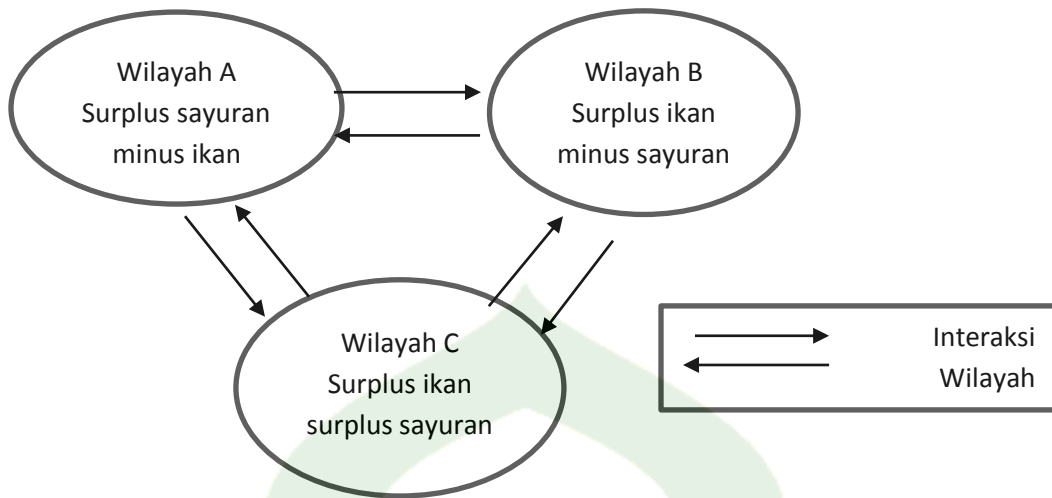 Wilayah A
Surplus sayuran
minus ikan
Wilayah B
Surplus ikan
minus sayuran
Wilayah C
Surplus ikan
surplus sayuran
Interaksi
Wilayah